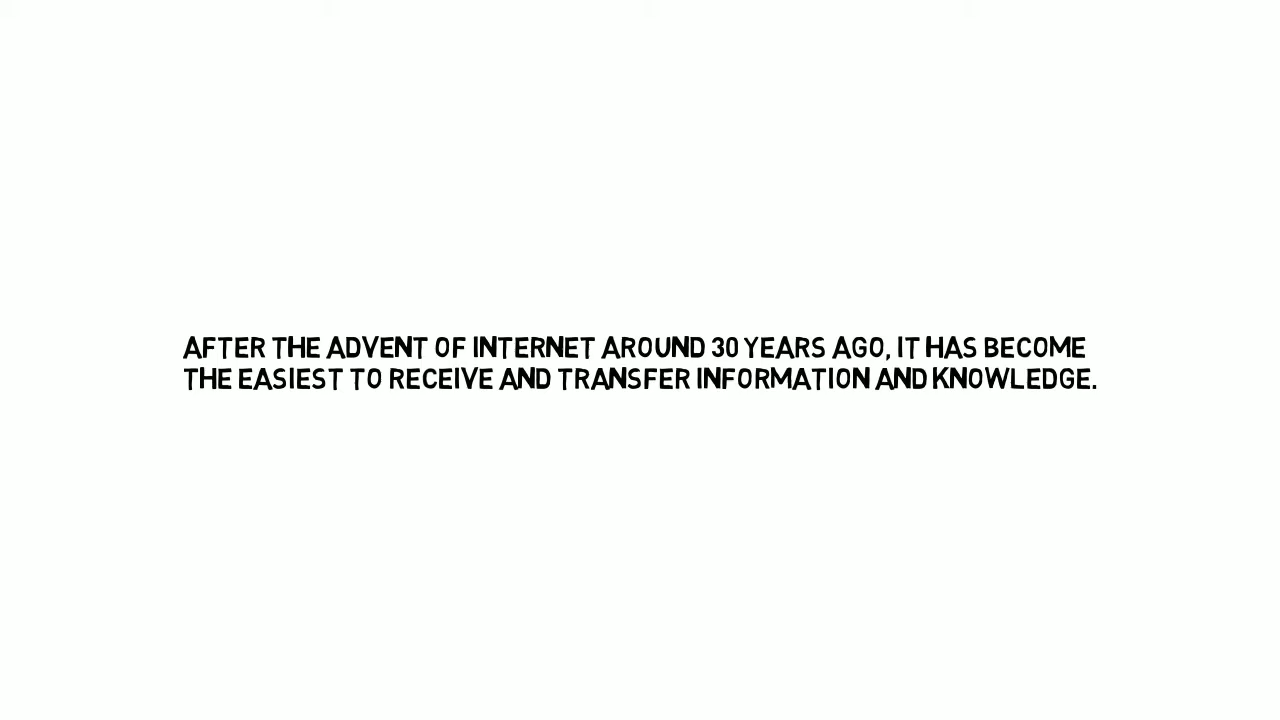 AFTER THE ADVENT OF INTERNET AROUND 30 YEARS AGO, IT HAS BECOME
THE EASIEST TO RECEIVE AND TRANSFER INFORMATION AND KNOWLEDGE.